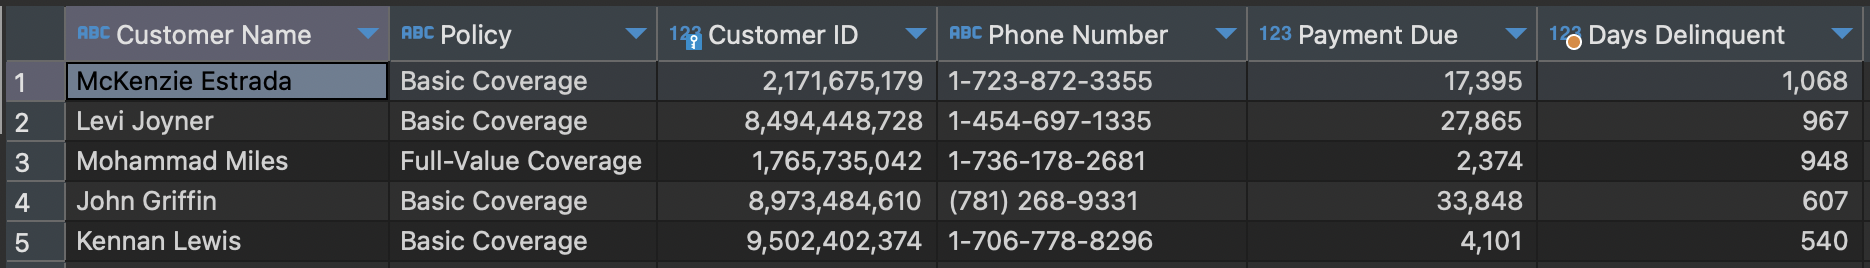 ABC Customer Name ABC Policy 123 Customer ID ABC Phone Number 123 Payment Due 123 Days Delinquent
1 McKenzie Estrada Basic Coverage 2,171,675,179 1-723-872-3355 17,395 1,068
2 Levi Joyner Basic Coverage 8,494,448,728 1-454-697-1335 27,865 967
3 Mohammad Miles Full-Value Coverage 1,765,735,042 1-736-178-2681 2,374 948
4 John Griffin Basic Coverage 8,973,484,610 (781) 268-9331 33,848 607
5 Kennan Lewis Basic Coverage 9,502,402,374 1-706-778-8296 4,101 540